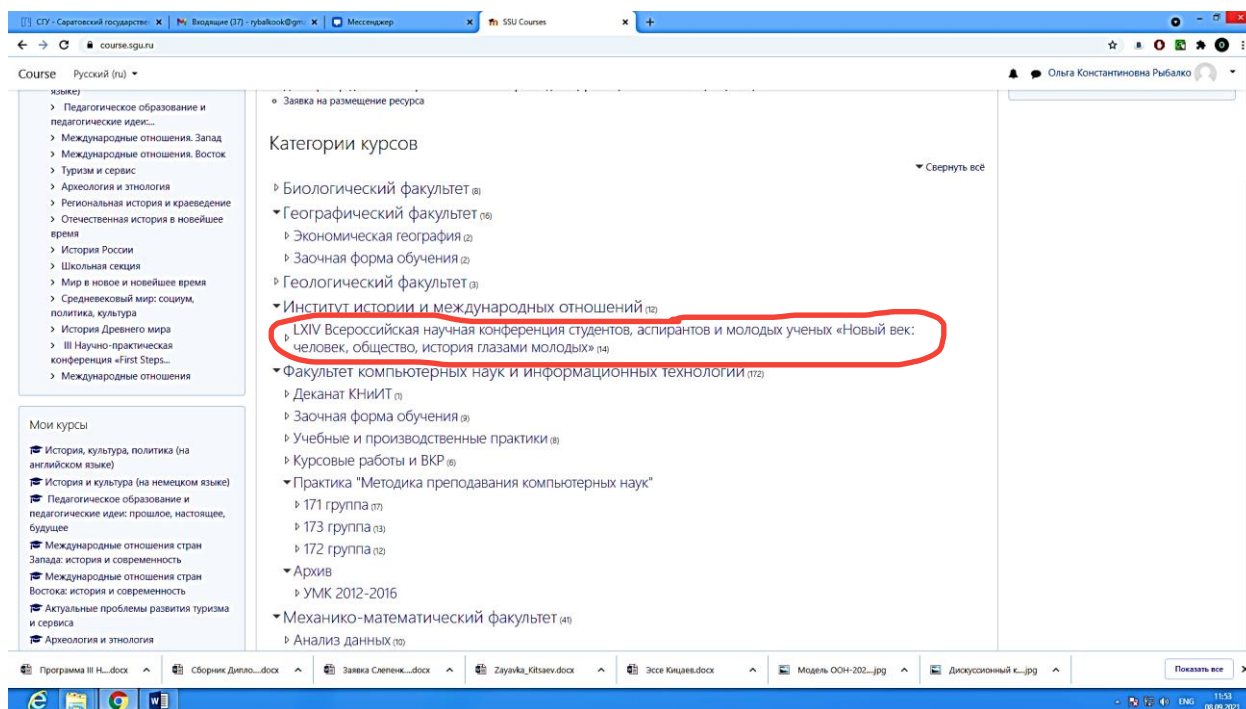 СГУ - Саратовский государстве
Входящие (37) - rybalkook@gm
Мессенджер
SSU Courses
course.sgu.ru
Course Русский (ru)
Ольга Константиновна Рыбалко
языке)
Педагогическое образование и
педагогические идеи:...
Международные отношения. Запад
Международные отношения. Восток
Туризм и сервис
Археология и этнология
Региональная история и краеведение
Отечественная история в новейшее
время
История России
Школьная секция
Мир в новое и новейшее время
Средневековый мир: социум,
политика, культура
История Древнего мира
III Научно-практическая
конференция «First Steps...
Международные отношения
Мои курсы
История, культура, политика (на
английском языке)
История и культура (на немецком языке)
Педагогическое образование и
педагогические идеи: прошлое, настоящее,
будущее
Международные отношения стран
Запада: история и современность
Международные отношения стран
Востока: история и современность
Актуальные проблемы развития туризма
и сервиса
Археология и этнология
Заявка на размещение ресурса
Категории курсов
Свернуть всё
Биологический факультет (8)
Географический факультет (16)
Экономическая география (2)
Заочная форма обучения (2)
Геологический факультет (3)
Институт истории и международных отношений (12)
LXIV Всероссийская научная конференция студентов, аспирантов и молодых ученых «Новый век:
человек, общество, история глазами молодых» (14)
Факультет компьютерных наук и информационных технологий (172)
Деканат КНиИТ (1)
Заочная форма обучения (9)
Учебные и производственные практики (8)
Курсовые работы и ВКР (6)
Практика "Методика преподавания компьютерных наук"
171 группа (17)
173 группа (13)
172 группа (12)
Архив
УМК 2012-2016
Механико-математический факультет (41)
Анализ данных (10)
Программа III Н....docx
Сборник Дипло....docx
Заявка Слепенк....docx
Zayavka_Kitsaev.docx
Эссе Кицаев.docx
Модель ООН-202....jpg
Дискуссионный к....jpg
Показать все
ENG
11:53
08.09.2021